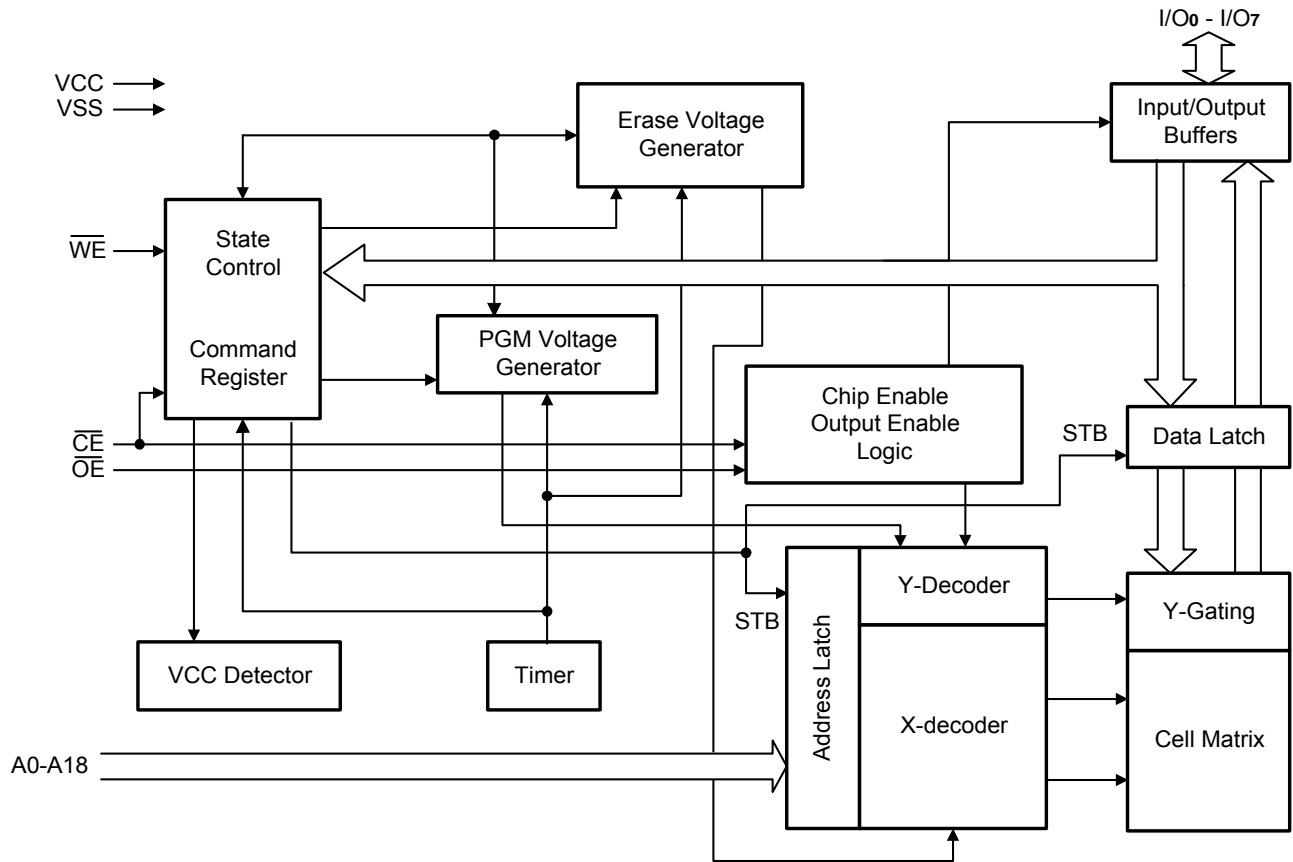 I/O0 - I/O7
VCC
VSS
Erase Voltage
Generator
Input/Output
Buffers
WE
State
Control
Command
Register
PGM Voltage
Generator
Chip Enable
Output Enable
Logic
CE
OE
STB
Data Latch
STB
Address Latch
Y-Decoder
Y-Gating
VCC Detector
Timer
X-decoder
Cell Matrix
A0-A18